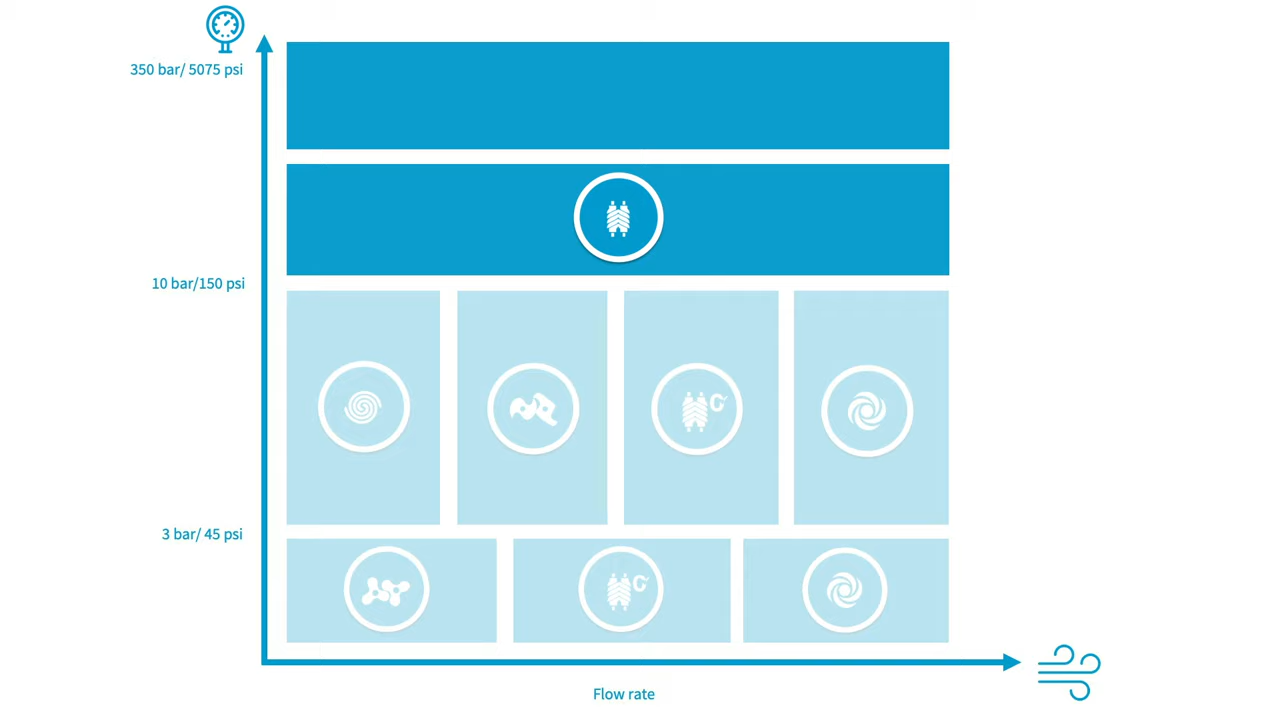 350 bar/ 5075 psi
10 bar/150 psi
3 bar/ 45 psi
Flow rate